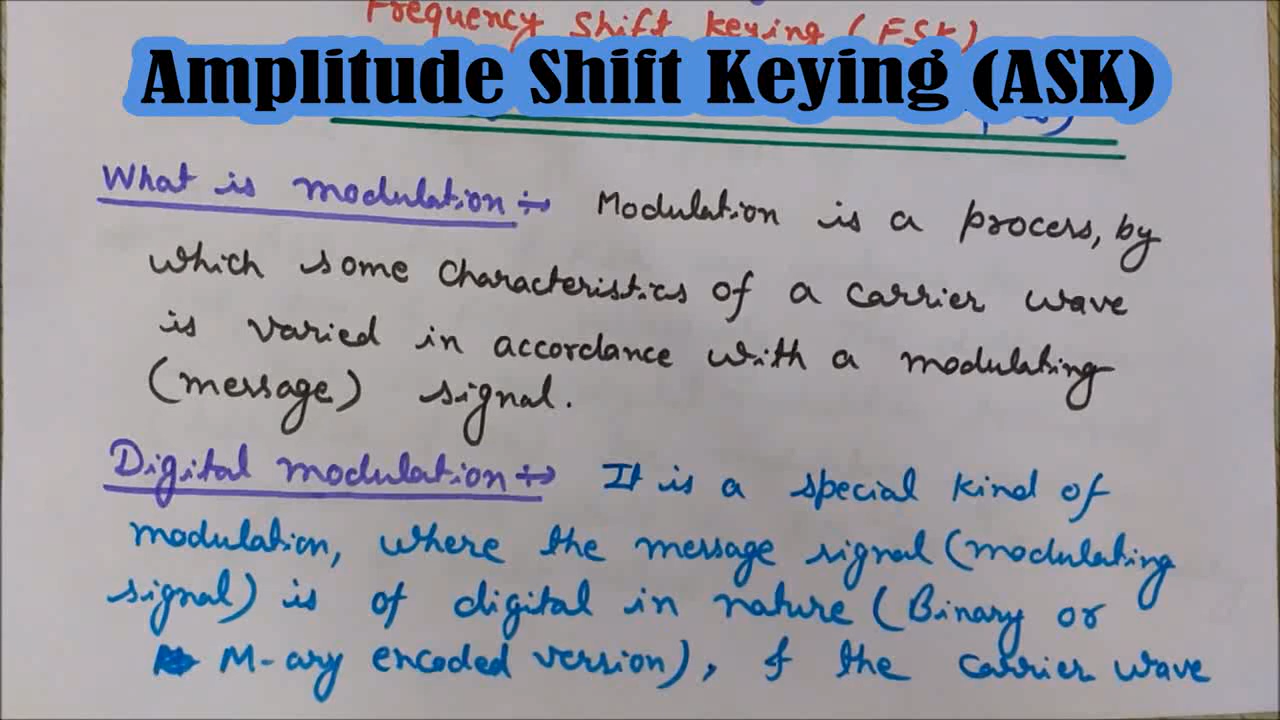 Frequency Shift Keying (FSK)
Amplitude Shift Keying (ASK)
What is modulation :→ Modulation is a process, by
which some characteristics of a carrier wave
is varied in accordance with a modulating
(message) signal.
Digital modulation :→ It is a special kind of
modulation, where the message signal (modulating
signal) is of digital in nature (Binary or
M-ary encoded version), & the carrier wave